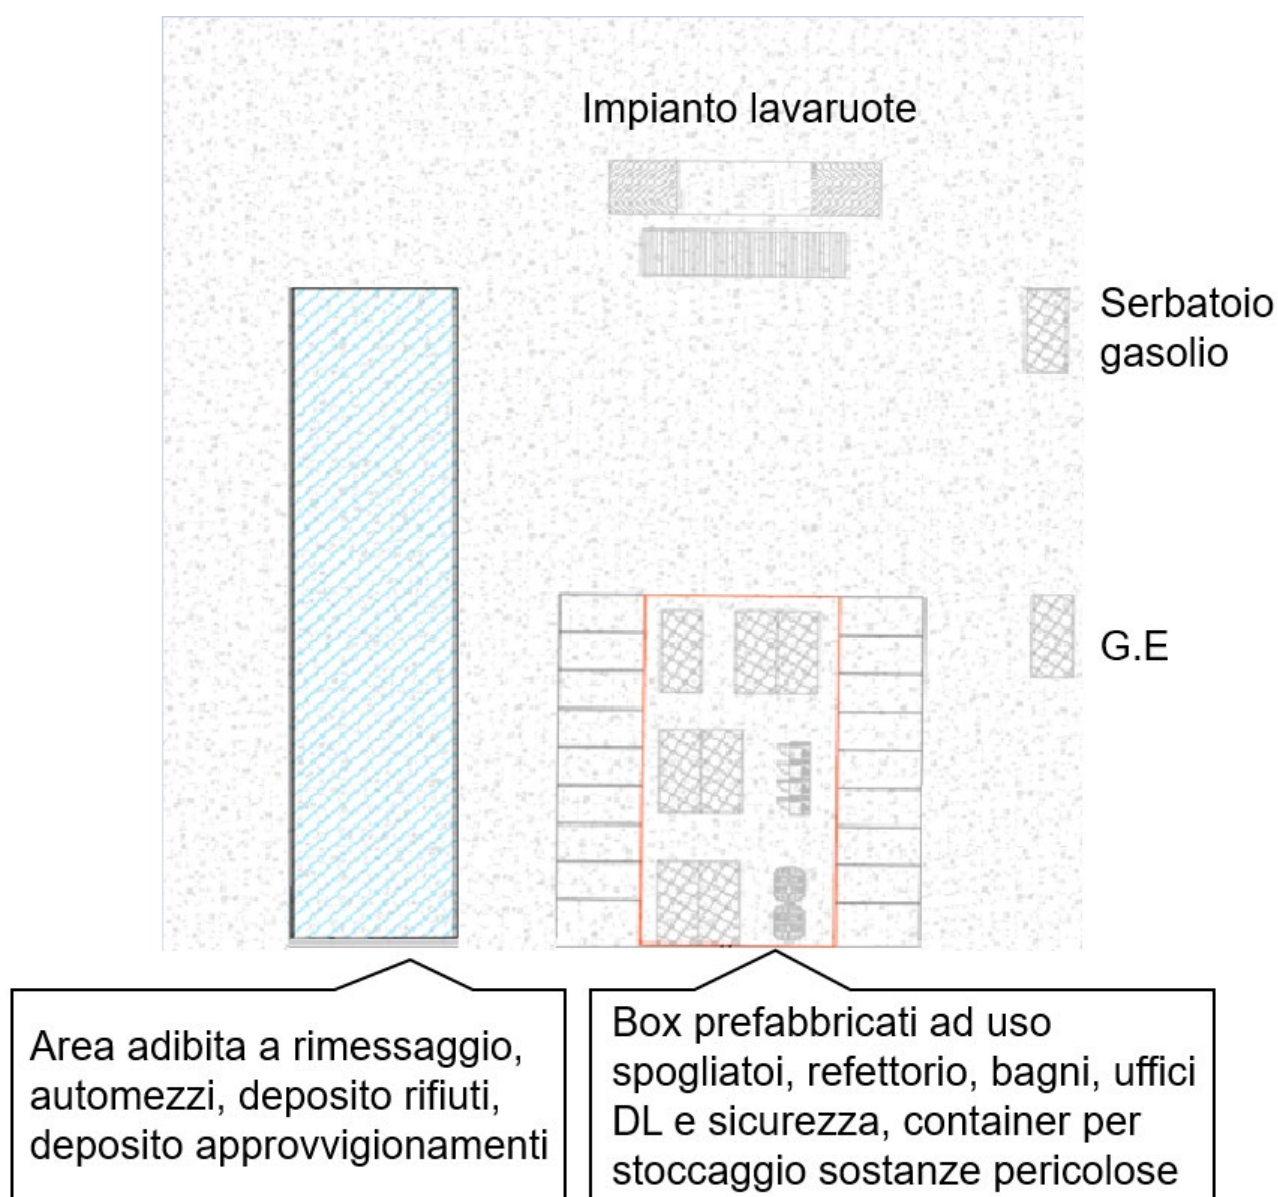 Impianto lavaruote
Serbatoio
gasolio
G.E
Area adibita a rimessaggio,
automezzi, deposito rifiuti,
deposito approvvigionamenti
Box prefabbricati ad uso
spogliatoi, refettorio, bagni, uffici
DL e sicurezza, container per
stoccaggio sostanze pericolose